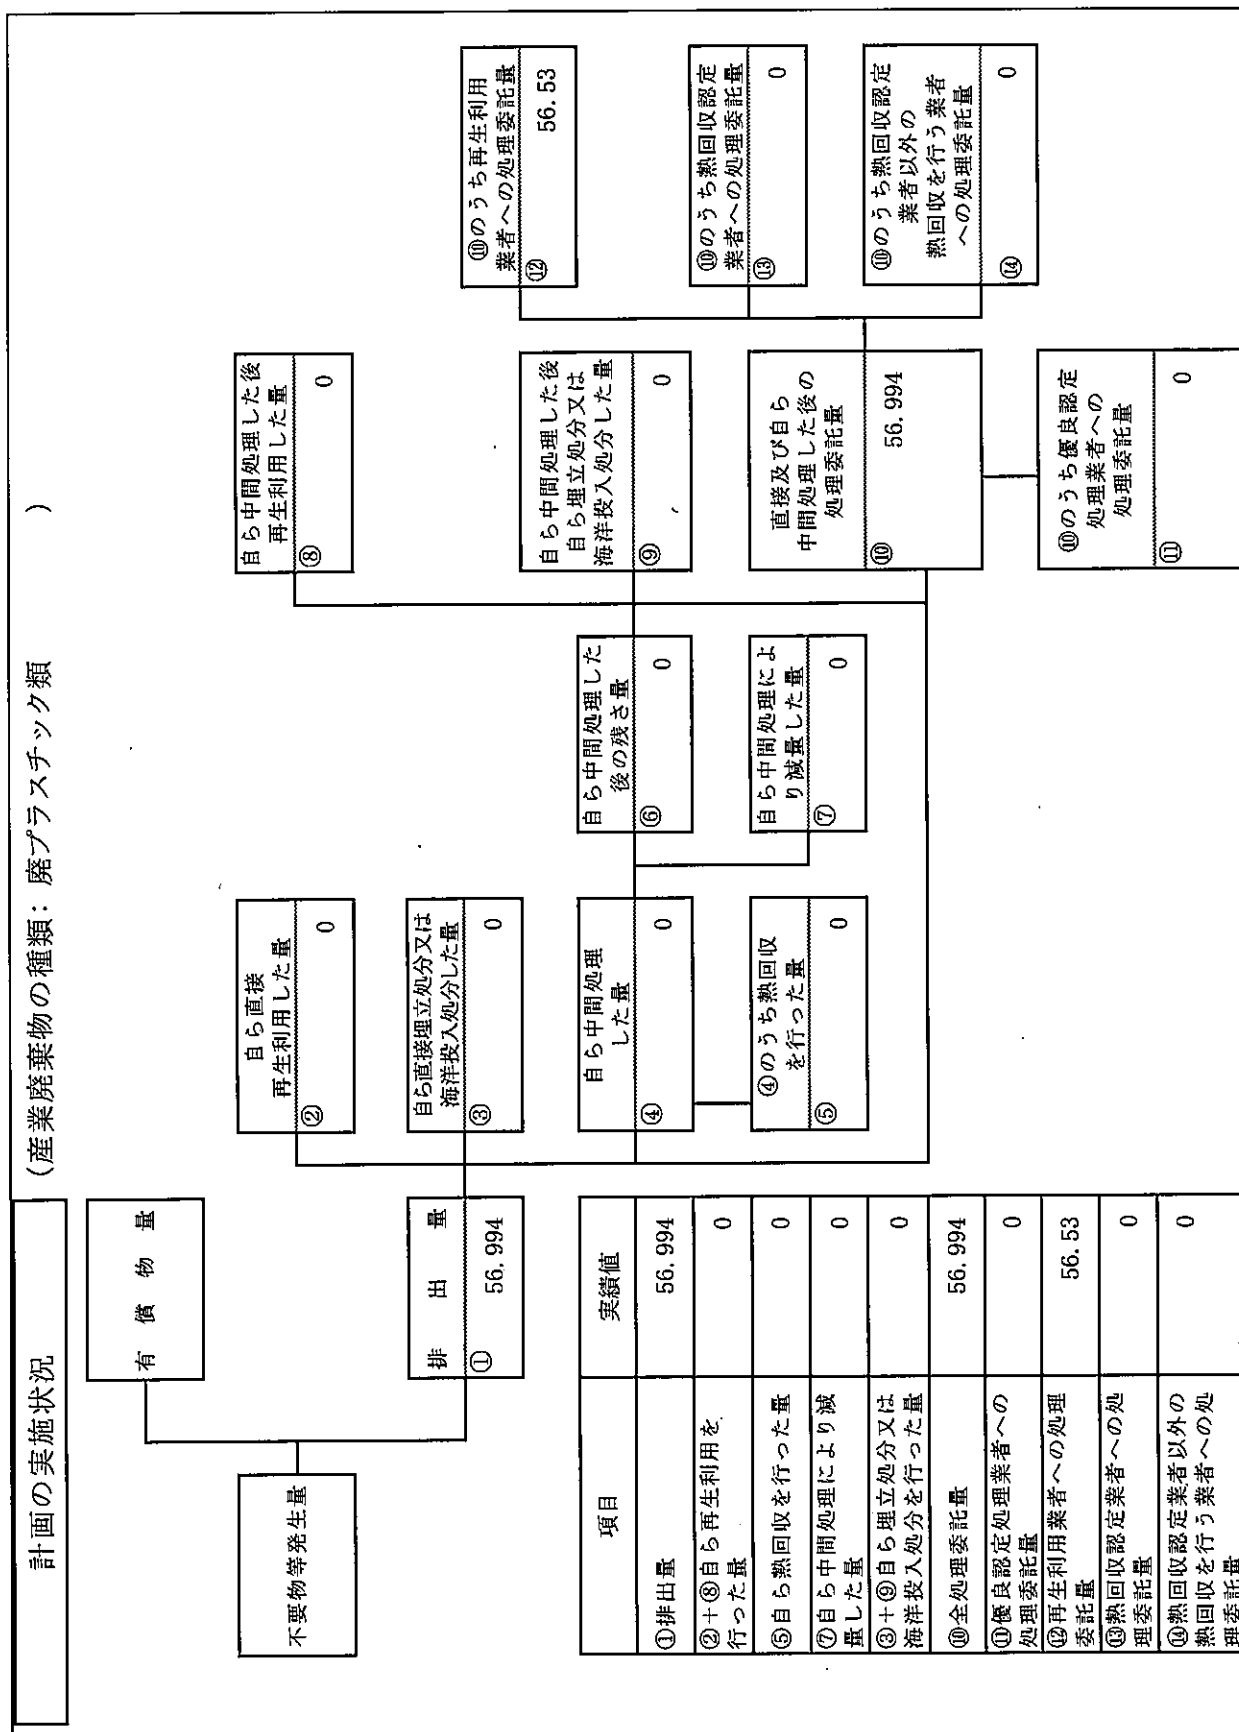 計画の実施状況
(産業廃棄物の種類：廃プラスチック類　　　)
有償物量
不要物等発生量
排出量
①
56.994
自ら直接
再生利用した量
②
0
自ら直接埋立処分又は
海洋投入処分した量
③
0
自ら中間処理
した量
④
0
④のうち熱回収
を行った量
⑤
0
自ら中間処理した
後の残さ量
⑥
0
自ら中間処理によ
り減量した量
⑦
0
自ら中間処理した後
再生利用した量
⑧
0
自ら中間処理した後
自ら埋立処分又は
海洋投入処分した量
⑨
0
直接及び自ら
中間処理した後の
処理委託量
⑩
56.994
⑩のうち優良認定
処理業者への
処理委託量
⑪
0
⑩のうち再生利用
業者への処理委託量
⑫
56.53
⑩のうち熱回収認定
業者への処理委託量
⑬
0
⑩のうち熱回収認定
業者以外の
熱回収を行う業者
への処理委託量
⑭
0
項目　実績値
①排出量　56.994
②＋⑧自ら再生利用を
行った量　0
⑤自ら熱回収を行った量　0
⑦自ら中間処理により減
量した量　0
③＋⑨自ら埋立処分又は
海洋投入処分を行った量　0
⑩全処理委託量　56.994
⑪優良認定処理業者への
処理委託量　0
⑫再生利用業者への処理
委託量　56.53
⑬熱回収認定業者への処
理委託量　0
⑭熱回収認定業者以外の
熱回収を行う業者への処
理委託量　0